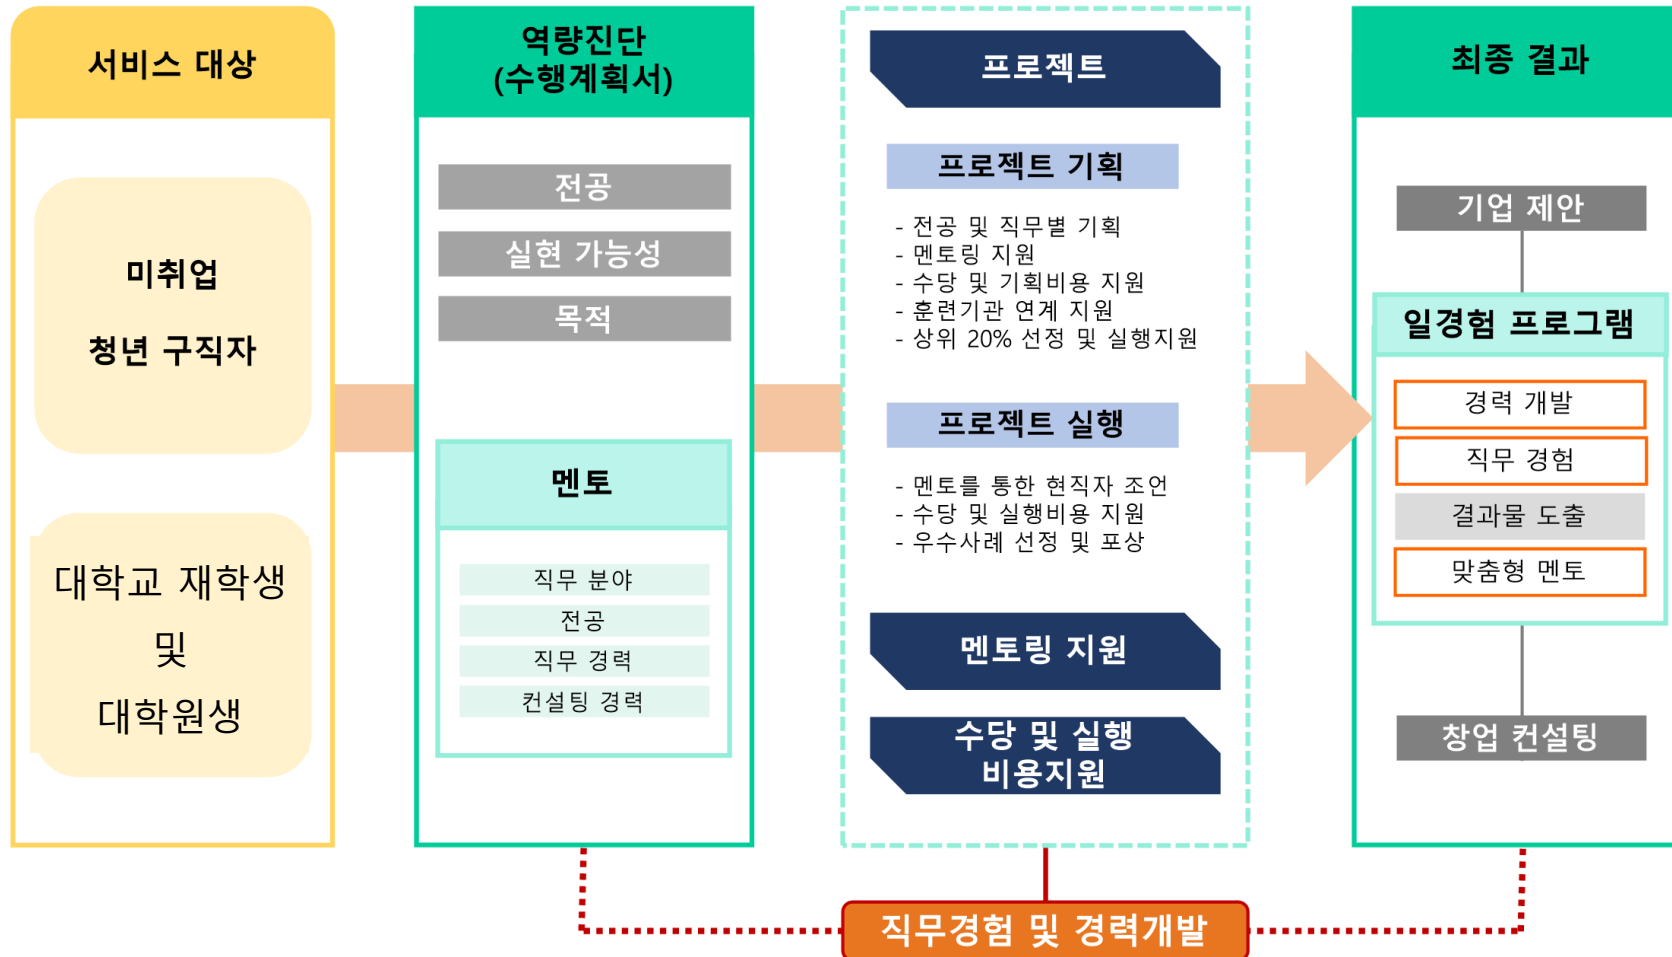 서비스 대상
미취업
청년 구직자
대학교 재학생
및
대학원생
역량진단
(수행계획서)
전공
실현 가능성
목적
멘토
직무 분야
전공
직무 경력
컨설팅 경력
프로젝트
프로젝트 기획
- 전공 및 직무별 기획
- 멘토링 지원
- 수당 및 기획비용 지원
- 훈련기관 연계 지원
- 상위 20% 선정 및 실행지원
프로젝트 실행
- 멘토를 통한 현직자 조언
- 수당 및 실행비용 지원
- 우수사례 선정 및 포상
멘토링 지원
수당 및 실행
비용지원
최종 결과
기업 제안
일경험 프로그램
경력 개발
직무 경험
결과물 도출
맞춤형 멘토
창업 컨설팅
직무경험 및 경력개발